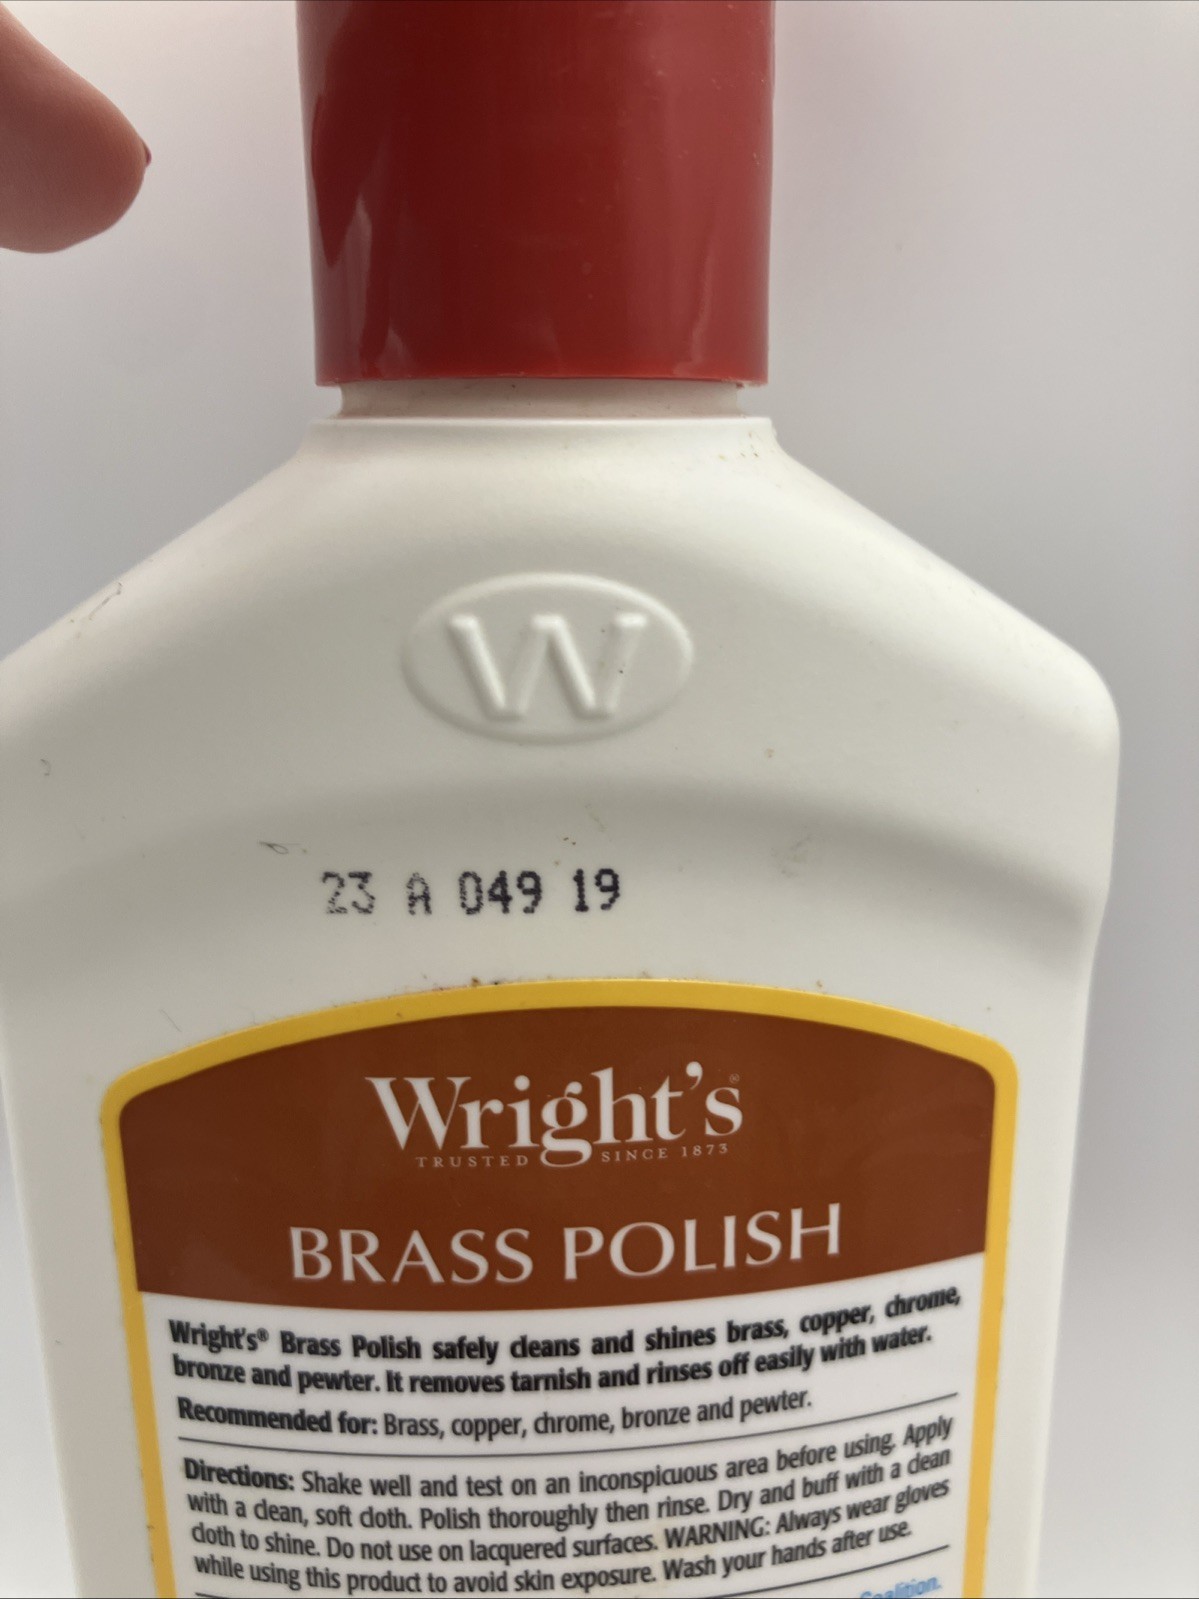 W
23 A 049 19
Wright's®
TRUSTED SINCE 1873
BRASS POLISH
Wright's® Brass Polish safely cleans and shines brass, copper, chrome,
bronze and pewter. It removes tarnish and rinses off easily with water.
Recommended for: Brass, copper, chrome, bronze and pewter.
Directions: Shake well and test on an inconspicuous area before using. Apply
with a clean, soft cloth. Polish thoroughly then rinse. Dry and buff with a clean
cloth to shine. Do not use on lacquered surfaces. WARNING: Always wear gloves
while using this product to avoid skin exposure. Wash your hands after use.
Coalition.